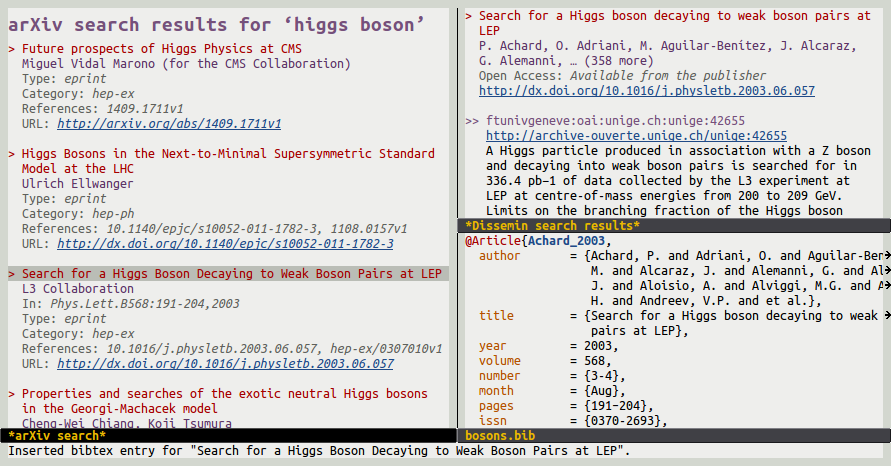 arXiv search results for ‘higgs boson’
> Future prospects of Higgs Physics at CMS
Miguel Vidal Marono (for the CMS Collaboration)
Type: eprint
Category: hep-ex
References: 1409.1711v1
URL: http://arxiv.org/abs/1409.1711v1
> Higgs Bosons in the Next-to-Minimal Supersymmetric Standard
Model at the LHC
Ulrich Ellwanger
Type: eprint
Category: hep-ph
References: 10.1140/epjc/s10052-011-1782-3, 1108.0157v1
URL: http://dx.doi.org/10.1140/epjc/s10052-011-1782-3
> Search for a Higgs Boson Decaying to Weak Boson Pairs at LEP
L3 Collaboration
In: Phys.Lett.B568:191-204,2003
Type: eprint
Category: hep-ex
References: 10.1016/j.physletb.2003.06.057, hep-ex/0307010v1
URL: http://dx.doi.org/10.1016/j.physletb.2003.06.057
> Properties and searches of the exotic neutral Higgs bosons
in the Georgi-Machacek model
Cheng-Wei Chiang, Koji Tsumura
*arXiv search*
> Search for a Higgs boson decaying to weak boson pairs at
LEP
P. Achard, O. Adriani, M. Aguilar-Benitez, J. Alcaraz,
G. Alemanni, … (358 more)
Open Access: Available from the publisher
http://dx.doi.org/10.1016/j.physletb.2003.06.057
>> ftunivgeneve:oai:unige.ch:unige:42655
http://archive-ouverte.unige.ch/unige:42655
A Higgs particle produced in association with a Z boson
and decaying into weak boson pairs is searched for in
336.4 pb−1 of data collected by the L3 experiment at
LEP at centre-of-mass energies from 200 to 209 GeV.
Limits on the branching fraction of the Higgs boson
*Dissemin search results*
@Article{Achard_2003,
author = {Achard, P. and Adriani, O. and Aguilar-Ben
M. and Alcaraz, J. and Alemanni, G. and Al
J. and Aloisio, A. and Alviggi, M.G. and A
H. and Andreev, V.P. and et al.},
title = {Search for a Higgs boson decaying to weak
pairs at LEP},
year = 2003,
volume = 568,
number = {3-4},
month = {Aug},
pages = {191–204},
issn = {0370-2693},
bosons.bib
Inserted bibtex entry for "Search for a Higgs Boson Decaying to Weak Boson Pairs at LEP".